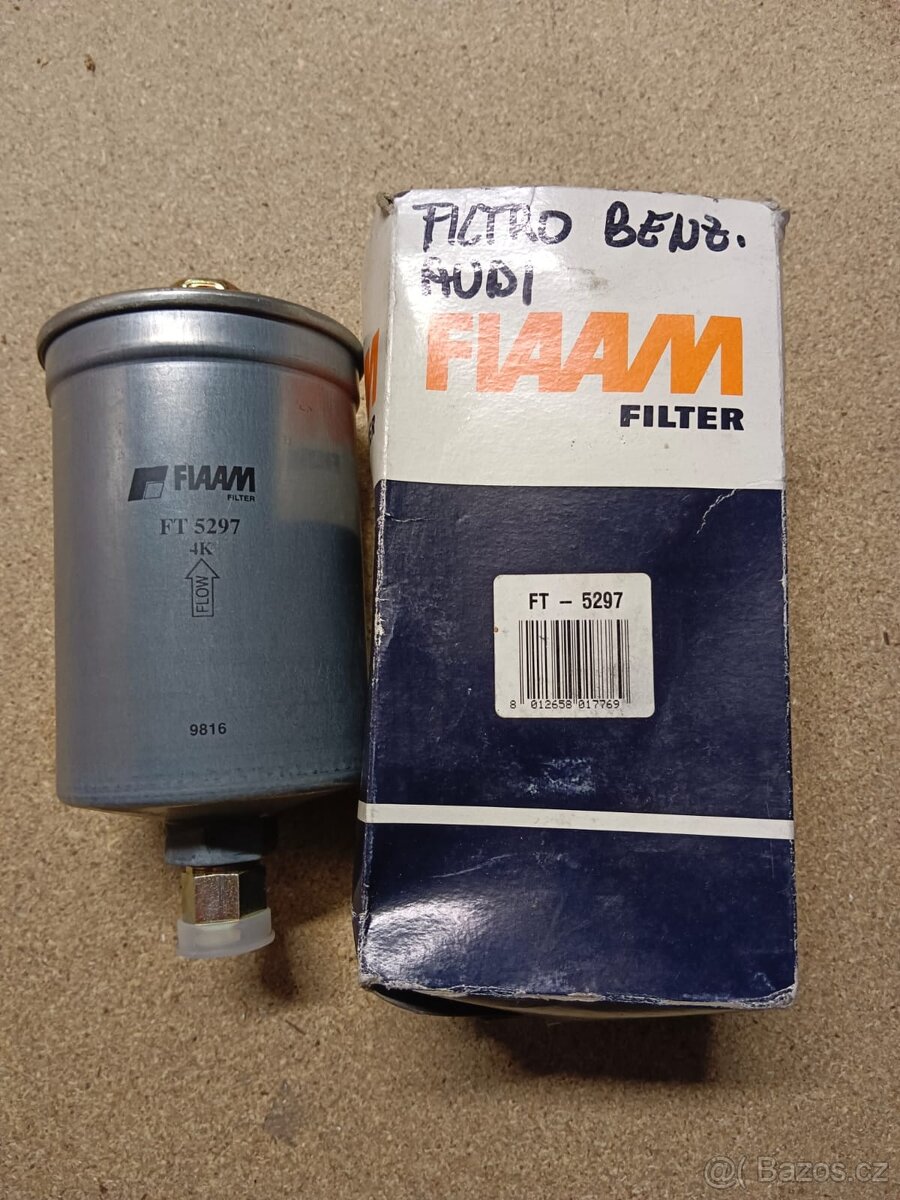 FILTRO BENZ.
AUDI
FIAAM
FILTER
FT - 5297
8 012658 017769
FIAAM
FILTER
FT 5297
4K
FLOW
9816
@( Bazos.cz